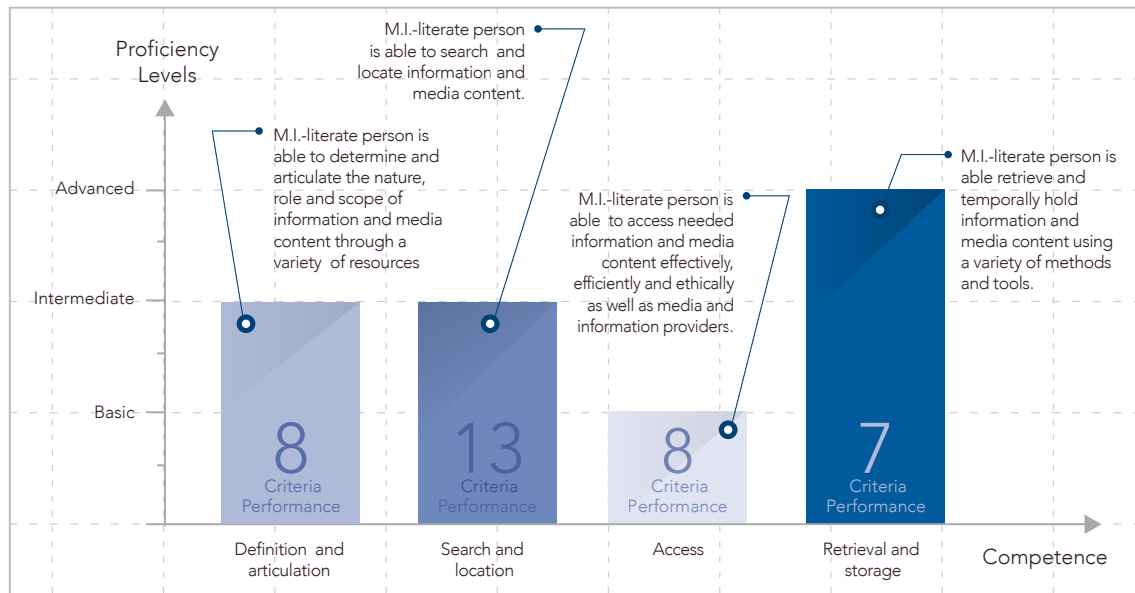 Proficiency
Levels
M.I.-literate person
is able to search and
locate information and
media content.
M.I.-literate person is
able to determine and
articulate the nature,
role and scope of
information and media
content through a
variety of resources
M.I.-literate person is
able to access needed
information and media
content effectively,
efficiently and ethically
as well as media and
information providers.
M.I.-literate person is
able retrieve and
temporally hold
information and
media content using
a variety of methods
and tools.
Advanced
Intermediate
Basic
8
Criteria
Performance
13
Criteria
Performance
8
Criteria
Performance
7
Criteria
Performance
Definition and
articulation
Search and
location
Access
Retrieval and
storage
Competence